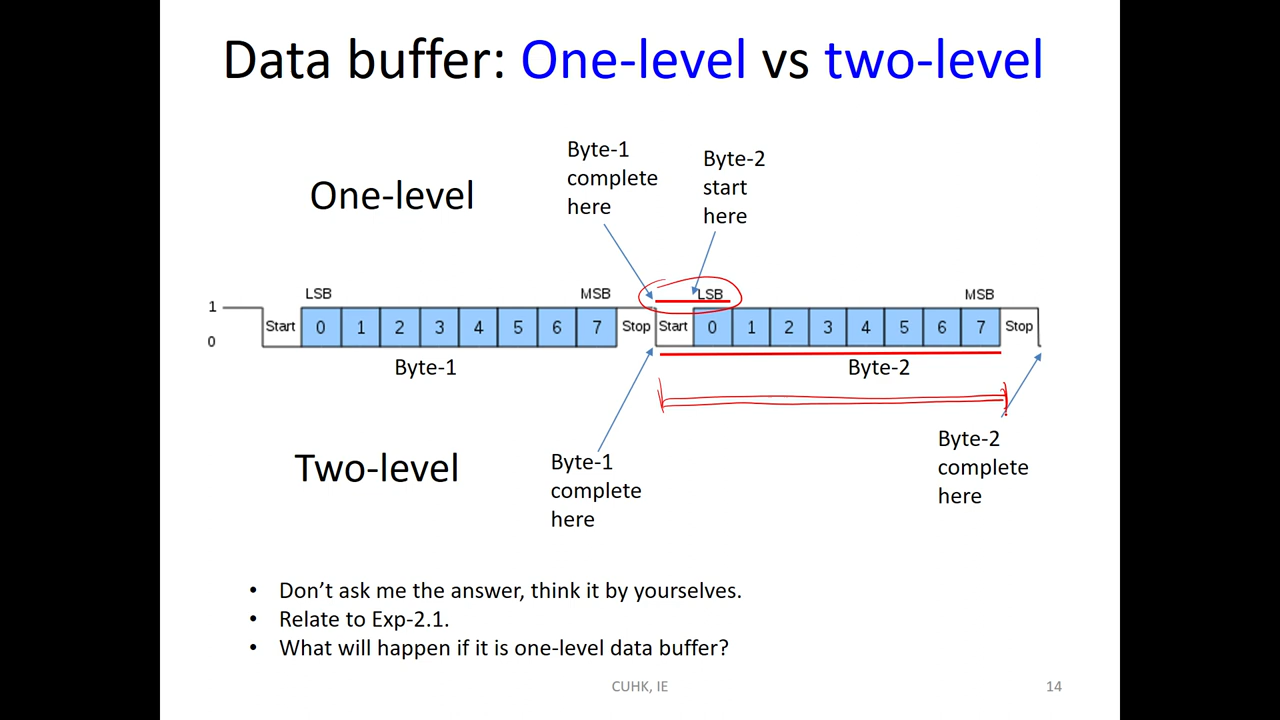 Data buffer: One-level vs two-level
One-level
Byte-1
complete
here
Byte-2
start
here
LSB
MSB
LSB
MSB
1
0
Start 0 1 2 3 4 5 6 7 Stop Start 0 1 2 3 4 5 6 7 Stop
Byte-1
Byte-2
Two-level
Byte-1
complete
here
Byte-2
complete
here
• Don’t ask me the answer, think it by yourselves.
• Relate to Exp-2.1.
• What will happen if it is one-level data buffer?
CUHK, IE
14